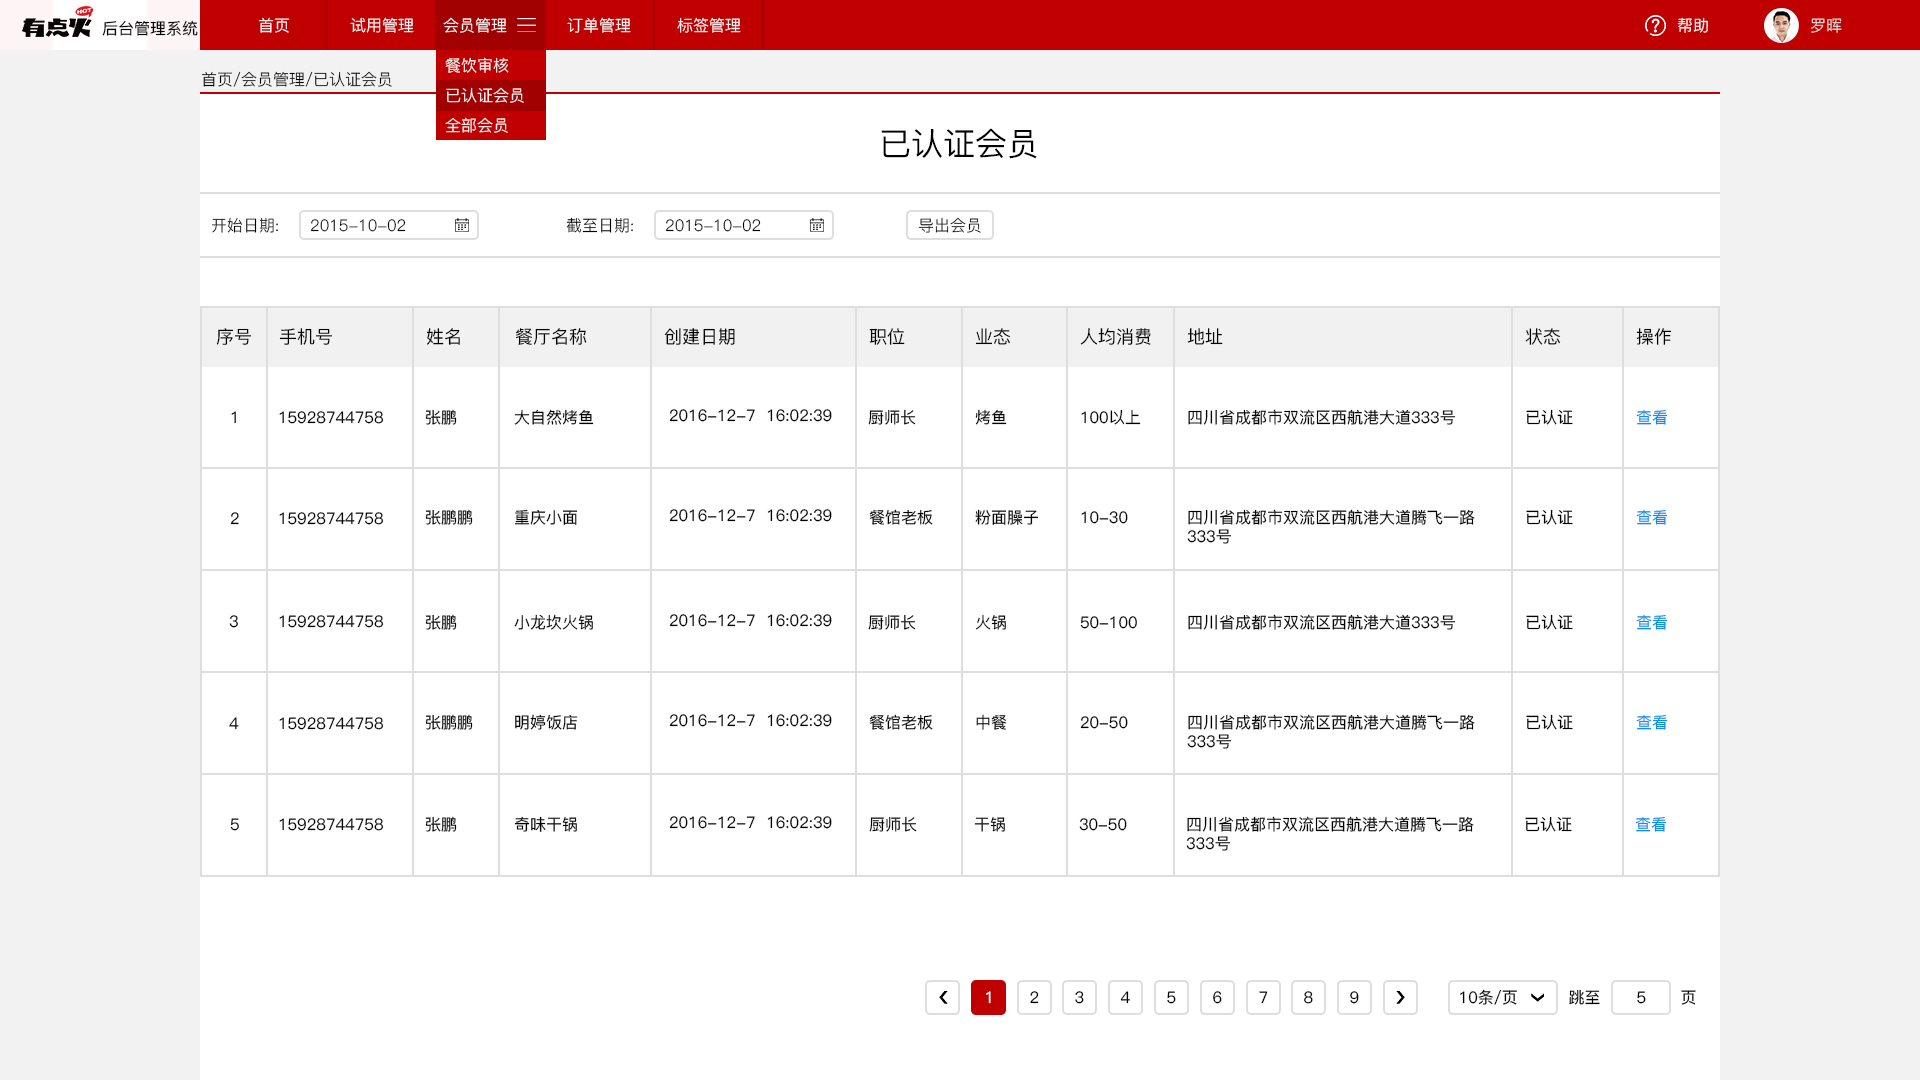 有点火 HOT 后台管理系统 首页 试用管理 会员管理 订单管理 标签管理 帮助 罗晖
餐饮审核
已认证会员
全部会员
首页/会员管理/已认证会员
已认证会员
开始日期: 2015-10-02 截至日期: 2015-10-02 导出会员
序号 手机号 姓名 餐厅名称 创建日期 职位 业态 人均消费 地址 状态 操作
1 15928744758 张鹏 大自然烤鱼 2016-12-7 16:02:39 厨师长 烤鱼 100以上 四川省成都市双流区西航港大道333号 已认证 查看
2 15928744758 张鹏鹏 重庆小面 2016-12-7 16:02:39 餐馆老板 粉面臊子 10-30 四川省成都市双流区西航港大道腾飞一路 已认证 查看
333号
3 15928744758 张鹏 小龙坎火锅 2016-12-7 16:02:39 厨师长 火锅 50-100 四川省成都市双流区西航港大道333号 已认证 查看
4 15928744758 张鹏鹏 明婷饭店 2016-12-7 16:02:39 餐馆老板 中餐 20-50 四川省成都市双流区西航港大道腾飞一路 已认证 查看
333号
5 15928744758 张鹏 奇味干锅 2016-12-7 16:02:39 厨师长 干锅 30-50 四川省成都市双流区西航港大道腾飞一路 已认证 查看
333号
1 2 3 4 5 6 7 8 9 10条/页 跳至 5 页